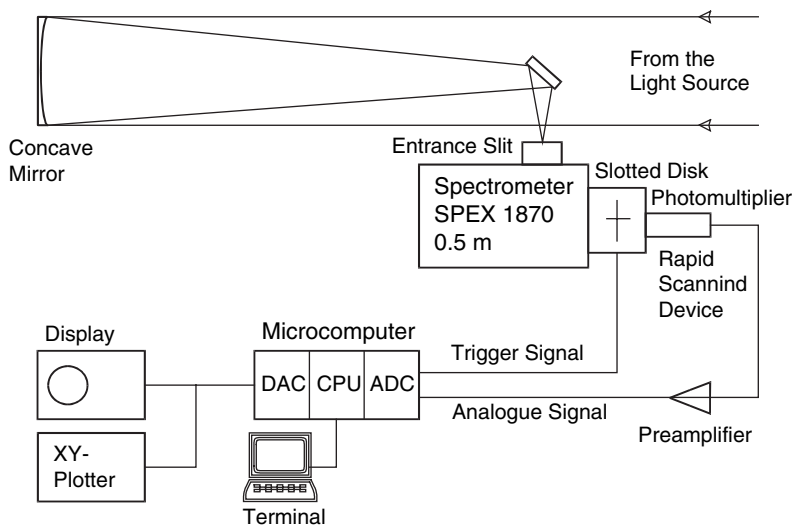 From the
Light Source
Concave
Mirror
Entrance Slit
Slotted Disk
Spectrometer
SPEX 1870
0.5 m
Photomultiplier
Rapid
Scannind
Device
Display
Microcomputer
Trigger Signal
DAC
CPU
ADC
Analogue Signal
Preamplifier
XY-
Plotter
Terminal